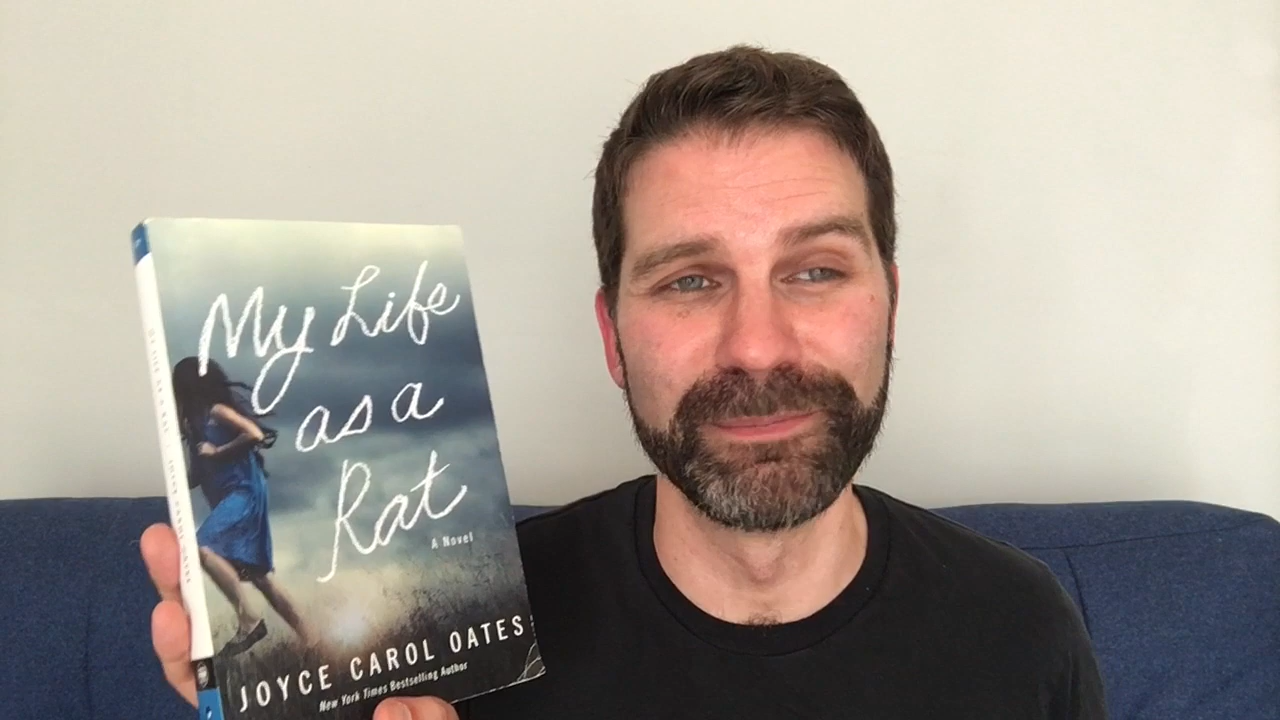 My Life
as a
Rat
A Novel
JOYCE CAROL OATES
New York Times Bestselling Author